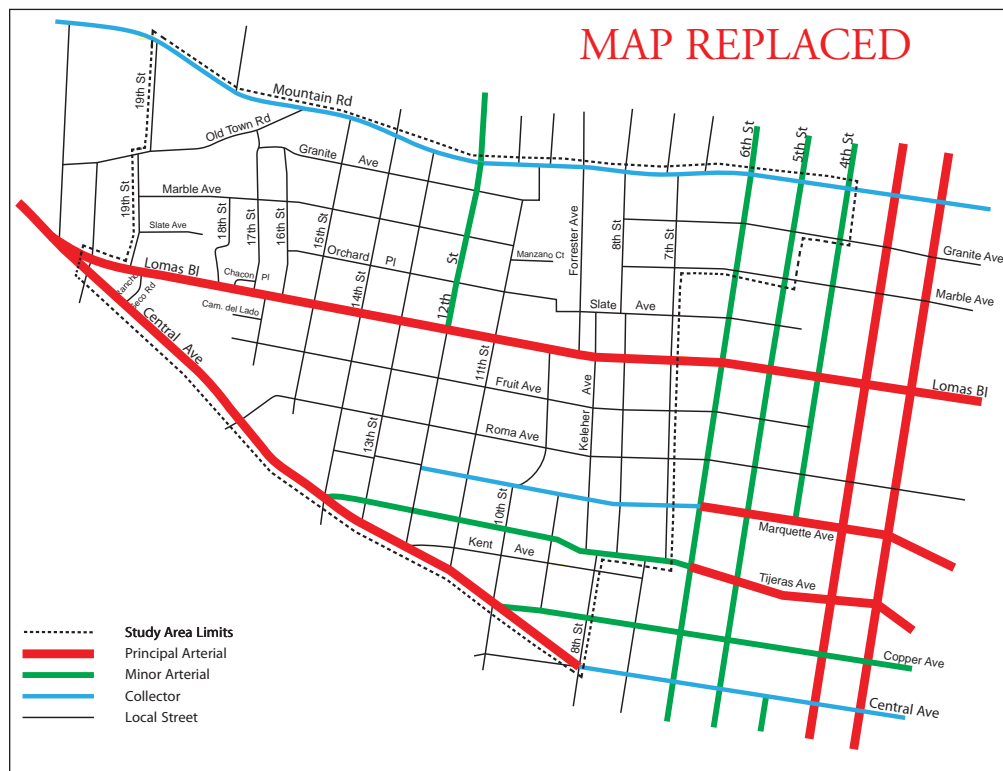 MAP REPLACED
19th St
Mountain Rd
Old Town Rd
Granite Ave
6th St
5th St
4th St
19th St
Marble Ave
Slate Ave
18th St
17th St
16th St
15th St
Orchard Pl
14th St
12th St
Manzano Ct
Forrester Ave
8th St
7th St
Granite Ave
Marble Ave
Lomas Bl
Chacon Pl
Cam. del Lado
Rancho
Seco Rd
Central Ave
Slate Ave
11th St
Fruit Ave
Keleher Ave
Lomas Bl
Roma Ave
13th St
10th St
Kent Ave
Marquette Ave
Tijeras Ave
8th St
Copper Ave
Central Ave
Study Area Limits
Principal Arterial
Minor Arterial
Collector
Local Street